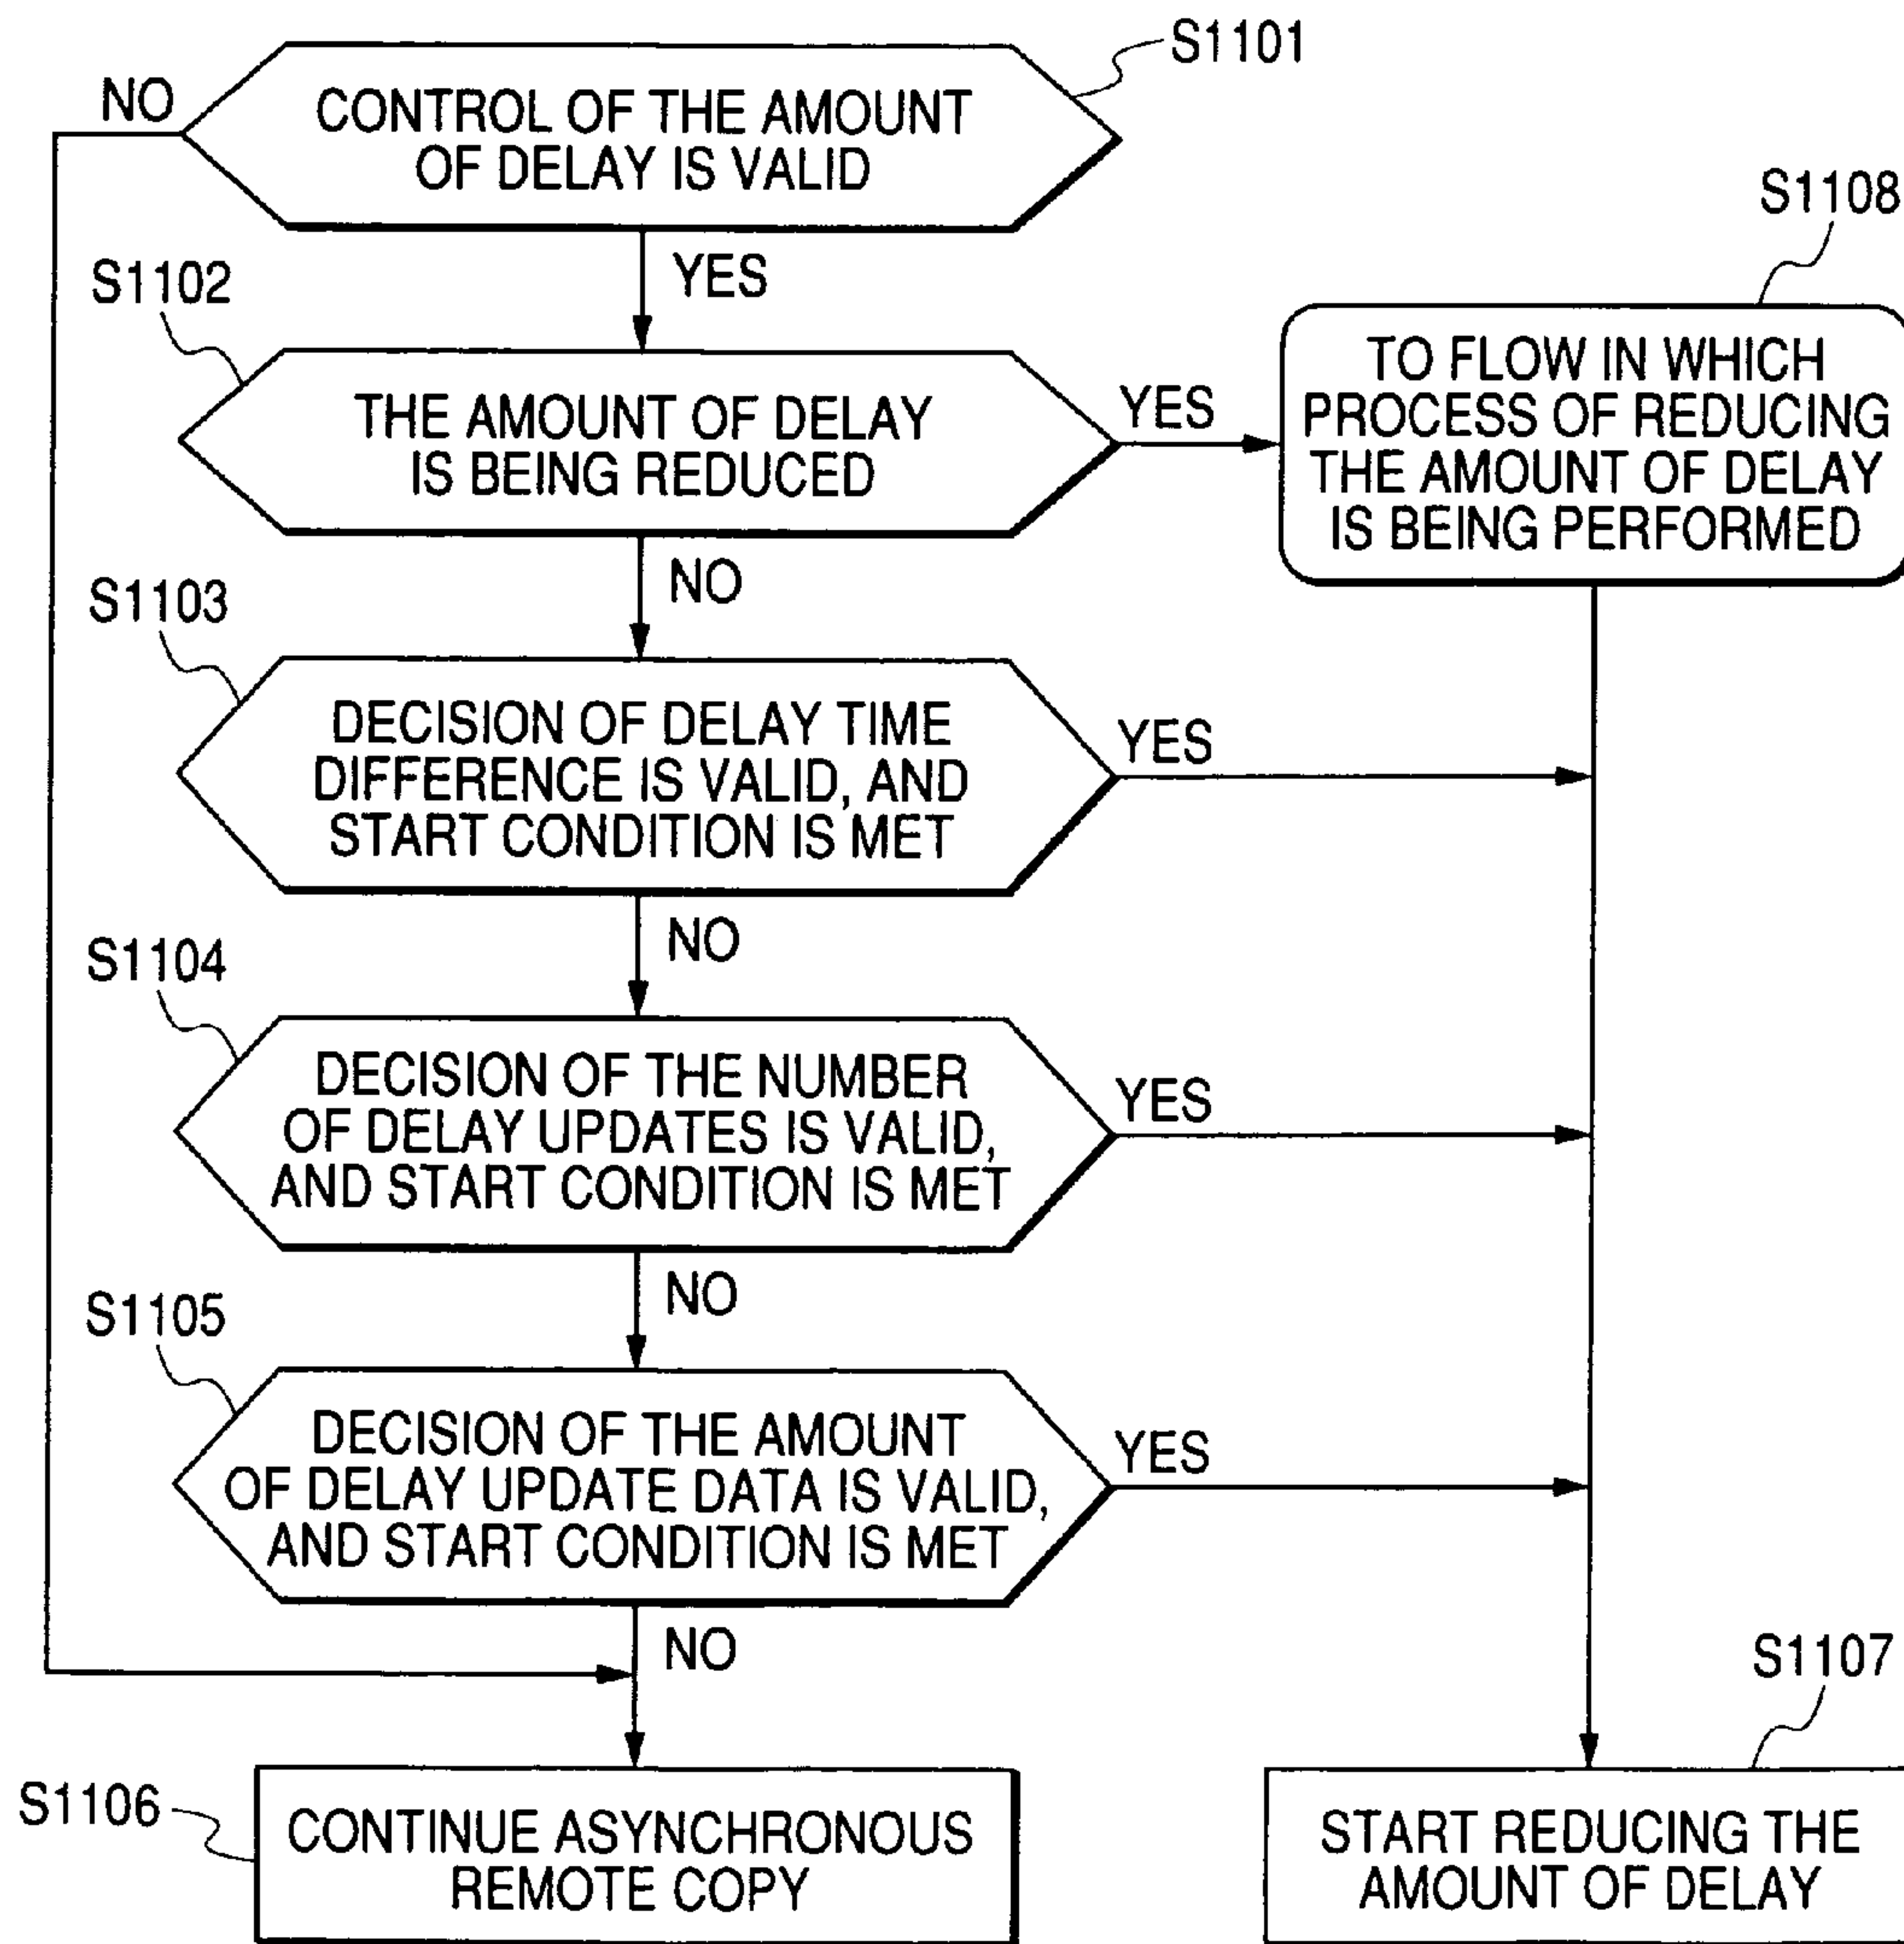 S1101
NO
CONTROL OF THE AMOUNT
OF DELAY IS VALID
YES
S1108
S1102
THE AMOUNT OF DELAY
IS BEING REDUCED
YES
TO FLOW IN WHICH
PROCESS OF REDUCING
THE AMOUNT OF DELAY
IS BEING PERFORMED
NO
S1103
DECISION OF DELAY TIME
DIFFERENCE IS VALID, AND
START CONDITION IS MET
YES
NO
S1104
DECISION OF THE NUMBER
OF DELAY UPDATES IS VALID,
AND START CONDITION IS MET
YES
NO
S1105
DECISION OF THE AMOUNT
OF DELAY UPDATE DATA IS VALID,
AND START CONDITION IS MET
YES
NO
S1107
S1106
CONTINUE ASYNCHRONOUS
REMOTE COPY
START REDUCING THE
AMOUNT OF DELAY